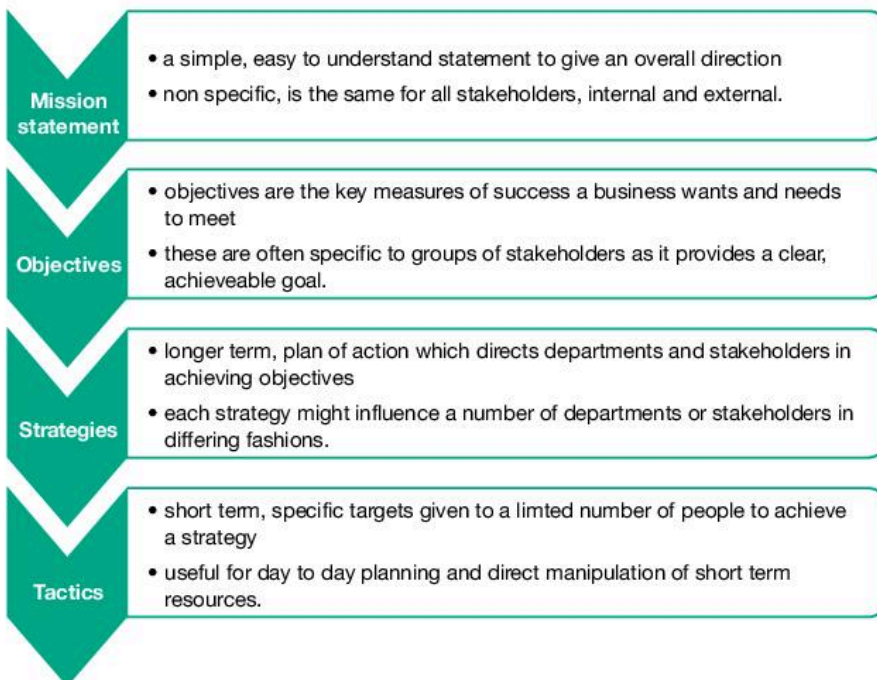 Mission
statement
• a simple, easy to understand statement to give an overall direction
• non specific, is the same for all stakeholders, internal and external.
Objectives
• objectives are the key measures of success a business wants and needs
to meet
• these are often specific to groups of stakeholders as it provides a clear,
achieveable goal.
Strategies
• longer term, plan of action which directs departments and stakeholders in
achieving objectives
• each strategy might influence a number of departments or stakeholders in
differing fashions.
Tactics
• short term, specific targets given to a limted number of people to achieve
a strategy
• useful for day to day planning and direct manipulation of short term
resources.